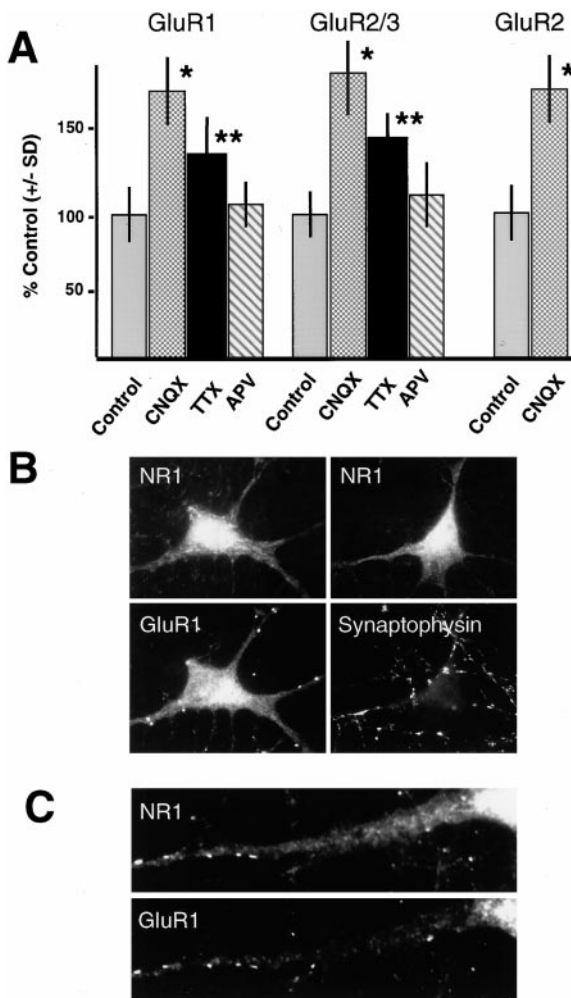 GluR1 GluR2/3 GluR2
A
% Control (+/- SD)
150
100
50
* ** * ** *
Control CNQX TTX APV Control CNQX TTX APV Control CNQX
B
NR1 NR1
GluR1 Synaptophysin
C
NR1
GluR1